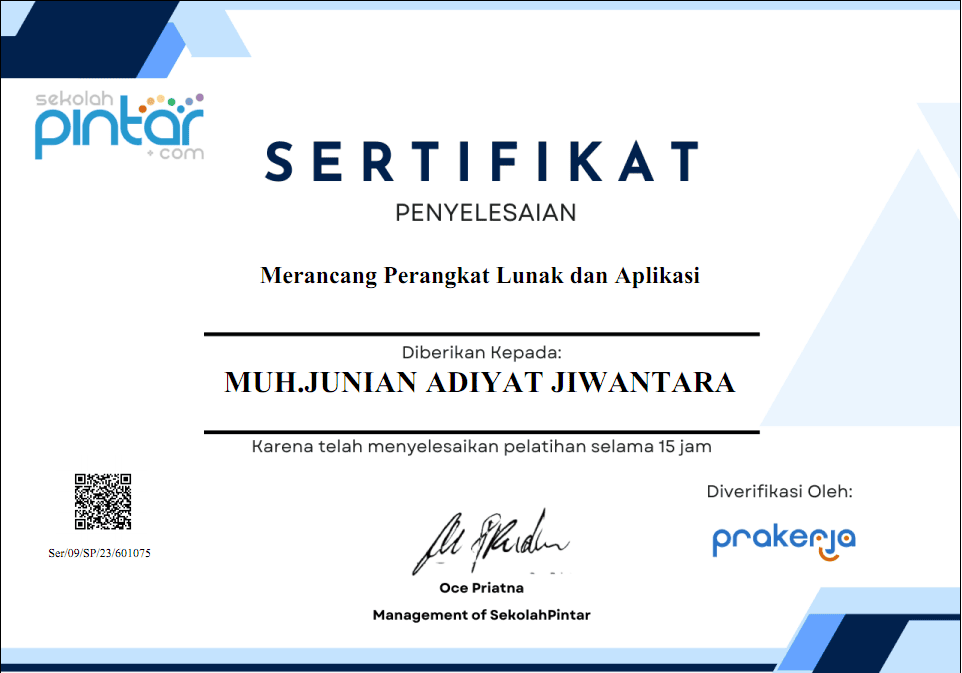 sekolah
pintar
.com
SERTIFIKAT
PENYELESAIAN
Merancang Perangkat Lunak dan Aplikasi
Diberikan Kepada:
MUH.JUNIAN ADIYAT JIWANTARA
Karena telah menyelesaikan pelatihan selama 15 jam
Ser/09/SP/23/601075
Diverifikasi Oleh:
prakerja
Oce Priatna
Management of SekolahPintar